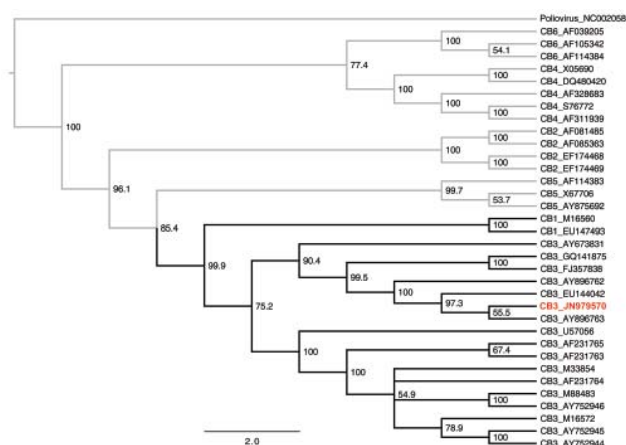 Poliovirus_NC002058
CB6_AF039205
100
CB6_AF105342
54.1
CB6_AF114384
77.4
CB4_X05690
100
CB4_DQ480420
100
CB4_AF328683
100
CB4_S76772
100
CB4_AF311939
100
CB2_AF081485
100
CB2_AF085363
100
CB2_EF174468
100
CB2_EF174469
96.1
CB5_AF114383
99.7
CB5_X67706
53.7
CB5_AY875692
85.4
CB1_M16560
100
CB1_EU147493
99.9
CB3_AY673831
90.4
CB3_GQ141875
100
CB3_FJ357838
99.5
CB3_AY896762
100
CB3_EU144042
97.3
CB3_JN979570
55.5
CB3_AY896763
75.2
CB3_U57056
100
CB3_AF231765
67.4
CB3_AF231763
100
CB3_M33854
CB3_AF231764
54.9
CB3_M88483
100
CB3_AY752946
CB3_M16572
78.9
CB3_AY752945
100
CB3_AY752944
2.0